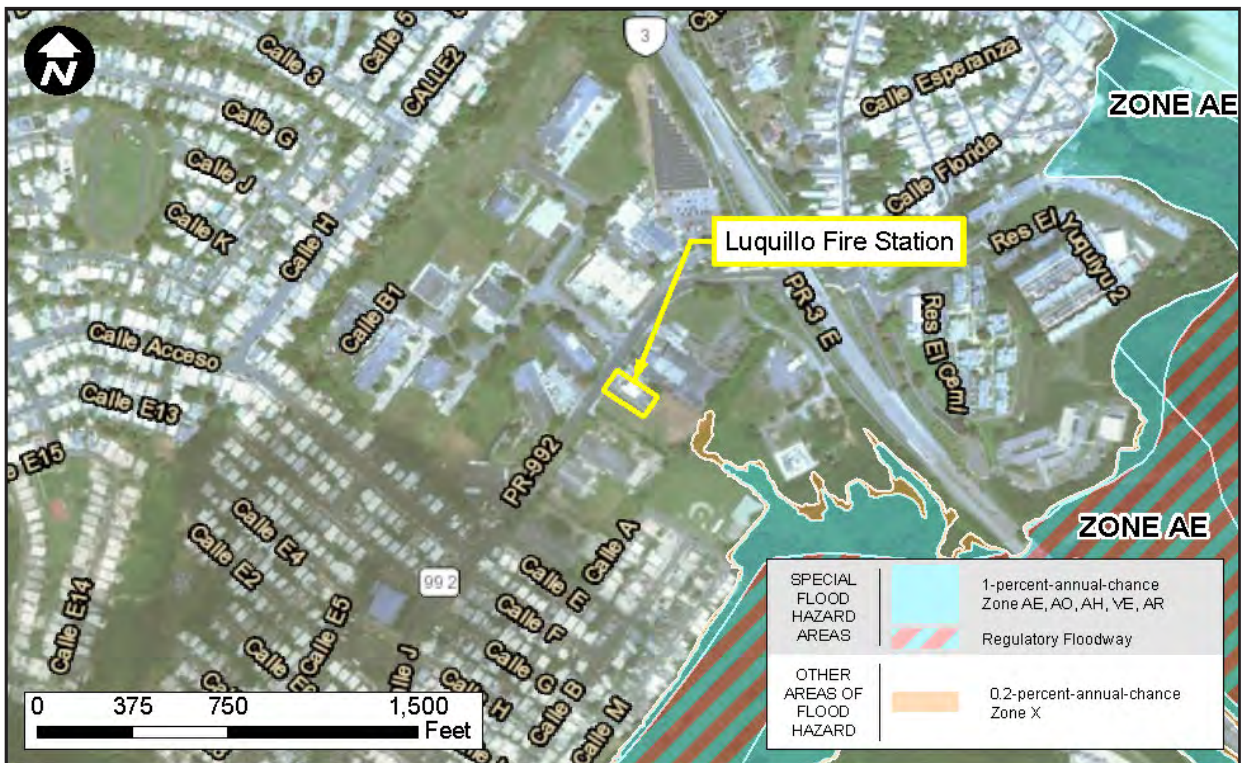 N
3
Calle 3
Calle 5
CALLE2
Calle Esperanza
ZONE AE
Calle G
Calle J
Calle Florida
Calle K
Calle H
Luquillo Fire Station
Res El Yuquiyu 2
PR-3 E
Calle B1
Res El Cemi
Calle Acceso
Calle E13
e E15
PR-992
ZONE AE
Calle E4
Calle A
Calle E2
Calle E
99 2
Calle E5
Calle F
Calle E14
Calle G
Calle B
Calle M
SPECIAL
FLOOD
HAZARD
AREAS
1-percent-annual-chance
Zone AE, AO, AH, VE, AR
Regulatory Floodway
OTHER
AREAS OF
FLOOD
HAZARD
0.2-percent-annual-chance
Zone X
0 375 750 1,500
Feet